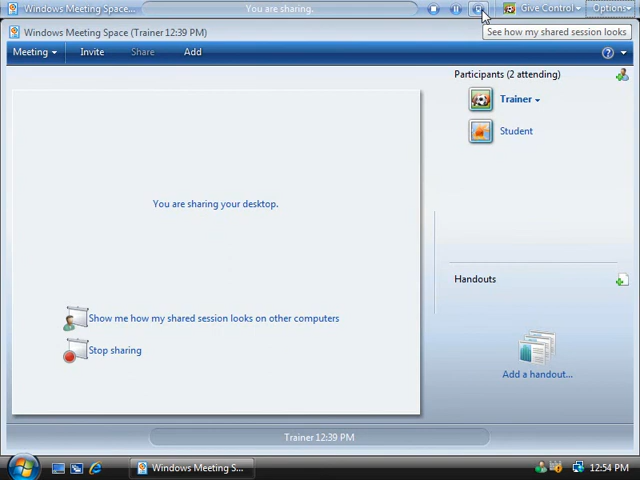 Windows Meeting Space... You are sharing. Give Control Options
See how my shared session looks
Windows Meeting Space (Trainer 12:39 PM)
Meeting Invite Share Add
Participants (2 attending)
Trainer
Student
You are sharing your desktop.
Handouts
Show me how my shared session looks on other computers
Stop sharing
Add a handout...
Trainer 12:39 PM
Windows Meeting S... 12:54 PM